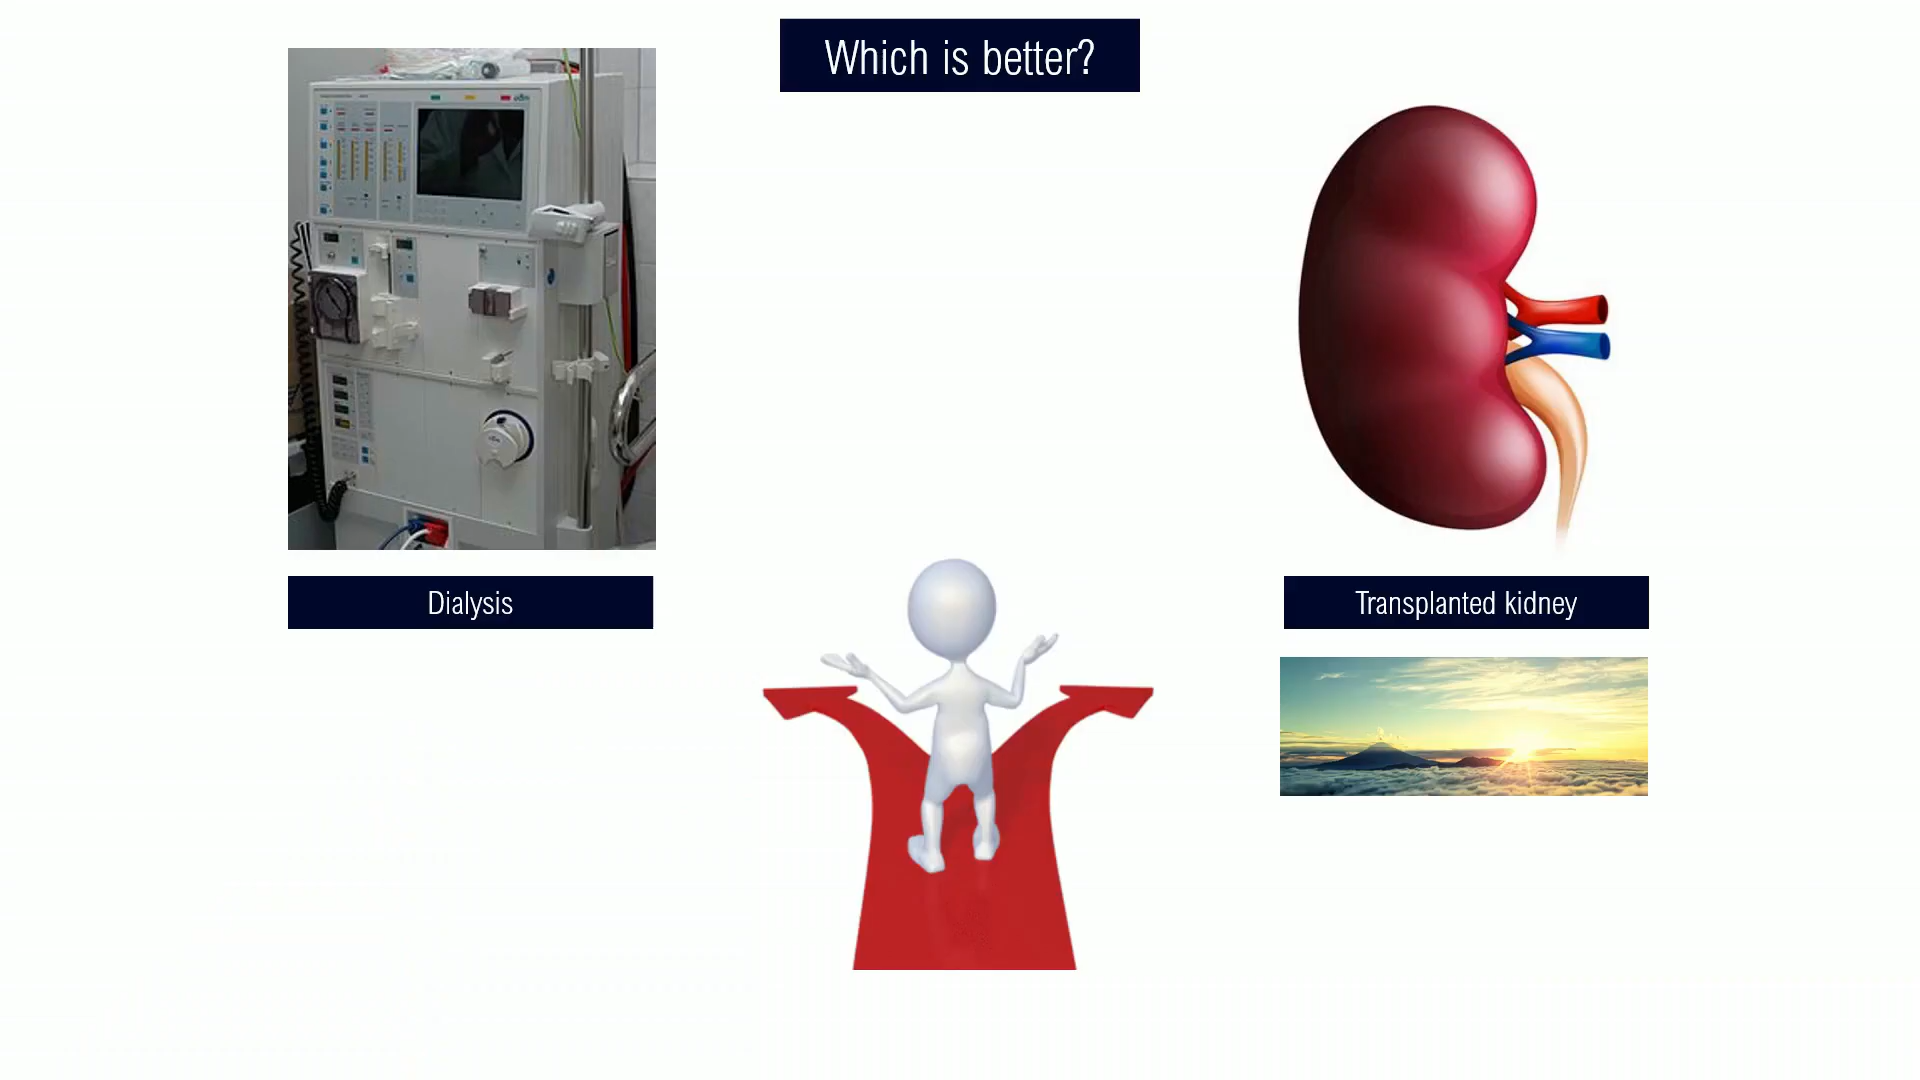 Which is better?
Dialysis
Transplanted kidney